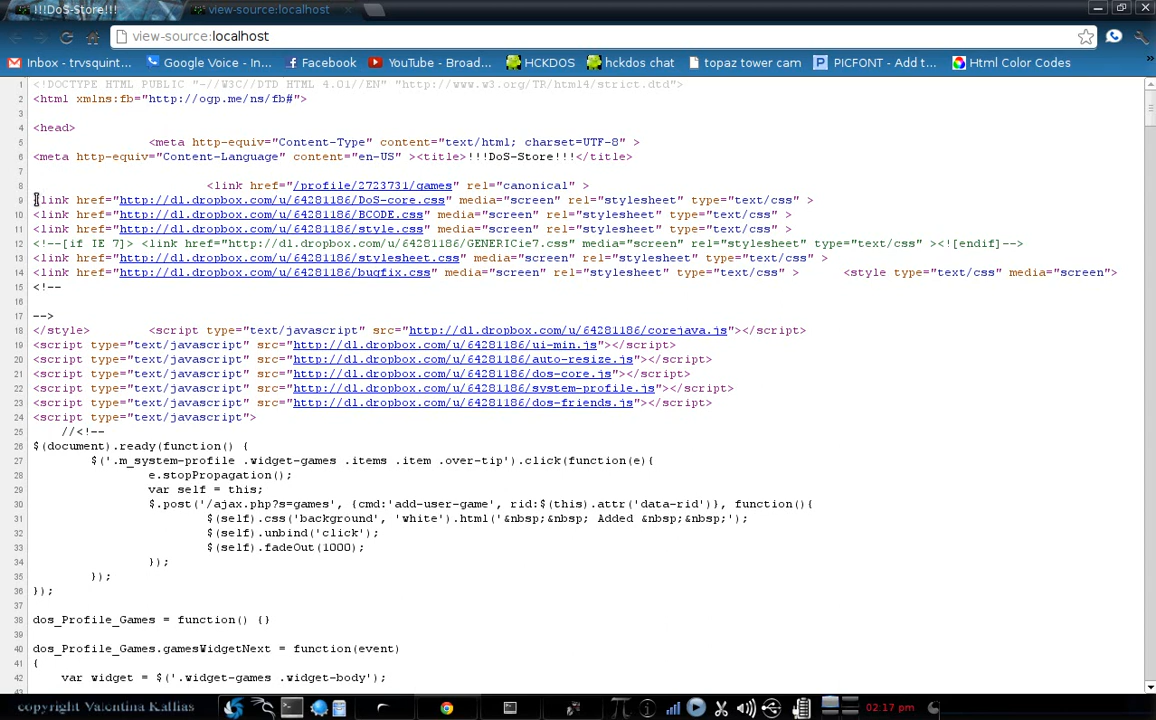 !!!DoS-Store!!!
view-source:localhost
view-source:localhost
Inbox - trvsquint...
Google Voice - In...
Facebook
YouTube - Broad...
HCKDOS
hckdos chat
topaz tower cam
PICFONT - Add t...
Html Color Codes
»
1 <!DOCTYPE HTML PUBLIC "-//W3C//DTD HTML 4.01//EN" "http://www.w3.org/TR/html4/strict.dtd">
2 <html xmlns:fb="http://ogp.me/ns/fb#">
3
4 <head>
5 <meta http-equiv="Content-Type" content="text/html; charset=UTF-8" >
6 <meta http-equiv="Content-Language" content="en-US" ><title>!!!DoS-Store!!!</title>
7
8 <link href="/profile/2723731/games" rel="canonical" >
9 <link href="http://dl.dropbox.com/u/64281186/DoS-core.css" media="screen" rel="stylesheet" type="text/css" >
10 <link href="http://dl.dropbox.com/u/64281186/BCODE.css" media="screen" rel="stylesheet" type="text/css" >
11 <link href="http://dl.dropbox.com/u/64281186/style.css" media="screen" rel="stylesheet" type="text/css" >
12 <!--[if IE 7]> <link href="http://dl.dropbox.com/u/64281186/GENERICie7.css" media="screen" rel="stylesheet" type="text/css" ><![endif]-->
13 <link href="http://dl.dropbox.com/u/64281186/stylesheet.css" media="screen" rel="stylesheet" type="text/css" >
14 <link href="http://dl.dropbox.com/u/64281186/bugfix.css" media="screen" rel="stylesheet" type="text/css" > <style type="text/css" media="screen">
15 <!--
16
17 -->
18 </style> <script type="text/javascript" src="http://dl.dropbox.com/u/64281186/corejava.js"></script>
19 <script type="text/javascript" src="http://dl.dropbox.com/u/64281186/ui-min.js"></script>
20 <script type="text/javascript" src="http://dl.dropbox.com/u/64281186/auto-resize.js"></script>
21 <script type="text/javascript" src="http://dl.dropbox.com/u/64281186/dos-core.js"></script>
22 <script type="text/javascript" src="http://dl.dropbox.com/u/64281186/system-profile.js"></script>
23 <script type="text/javascript" src="http://dl.dropbox.com/u/64281186/dos-friends.js"></script>
24 <script type="text/javascript">
25 //<!--
26 $(document).ready(function() {
27 $('.m_system-profile .widget-games .items .item .over-tip').click(function(e){
28 e.stopPropagation();
29 var self = this;
30 $.post('/ajax.php?s=games', {cmd:'add-user-game', rid:$(this).attr('data-rid')}, function(){
31 $(self).css('background', 'white').html('&nbsp;&nbsp; Added &nbsp;&nbsp;');
32 $(self).unbind('click');
33 $(self).fadeOut(1000);
34 });
35 });
36 });
37
38 dos_Profile_Games = function() {}
39
40 dos_Profile_Games.gamesWidgetNext = function(event)
41 {
42 var widget = $('.widget-games .widget-body');
43
copyright Valentina Kallias
02:17 pm